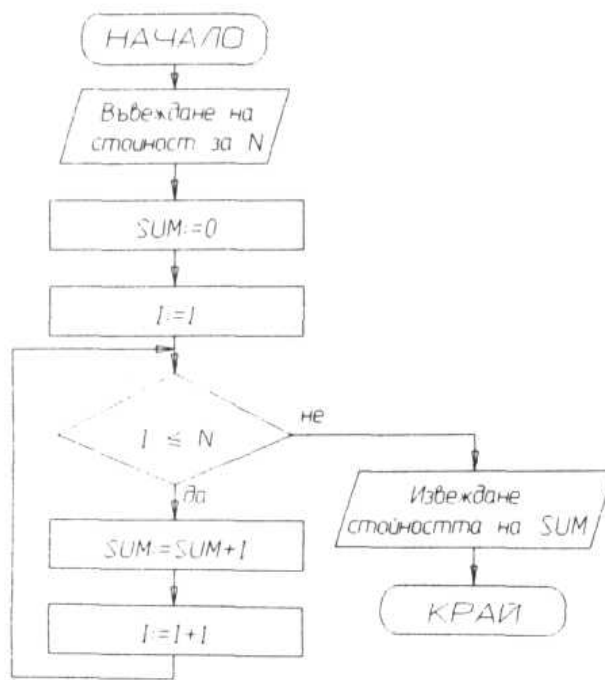 НАЧАЛО
Въвеждане на
стойност за N
SUM:=0
I:=1
I ≤ N
не
да
Извеждане
стойността на SUM
SUM:=SUM+I
КРАЙ
I:=I+1